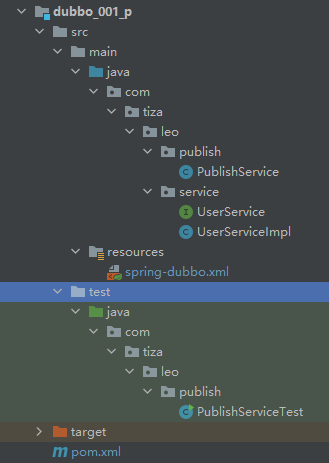 dubbo_001_p
src
main
java
com
tiza
leo
publish
PublishService
service
UserService
UserServiceImpl
resources
spring-dubbo.xml
test
java
com
tiza
leo
publish
PublishServiceTest
target
pom.xml